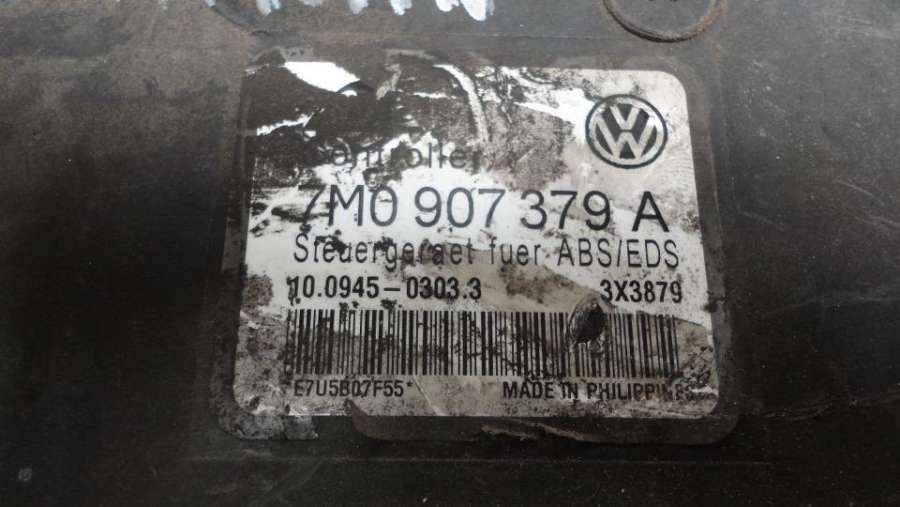 Controller
7M0 907 379 A
Steuergeraet fuer ABS/EDS
10.0945-0303.3 3X3879
E7U5B07F55*
MADE IN PHILIPPINES